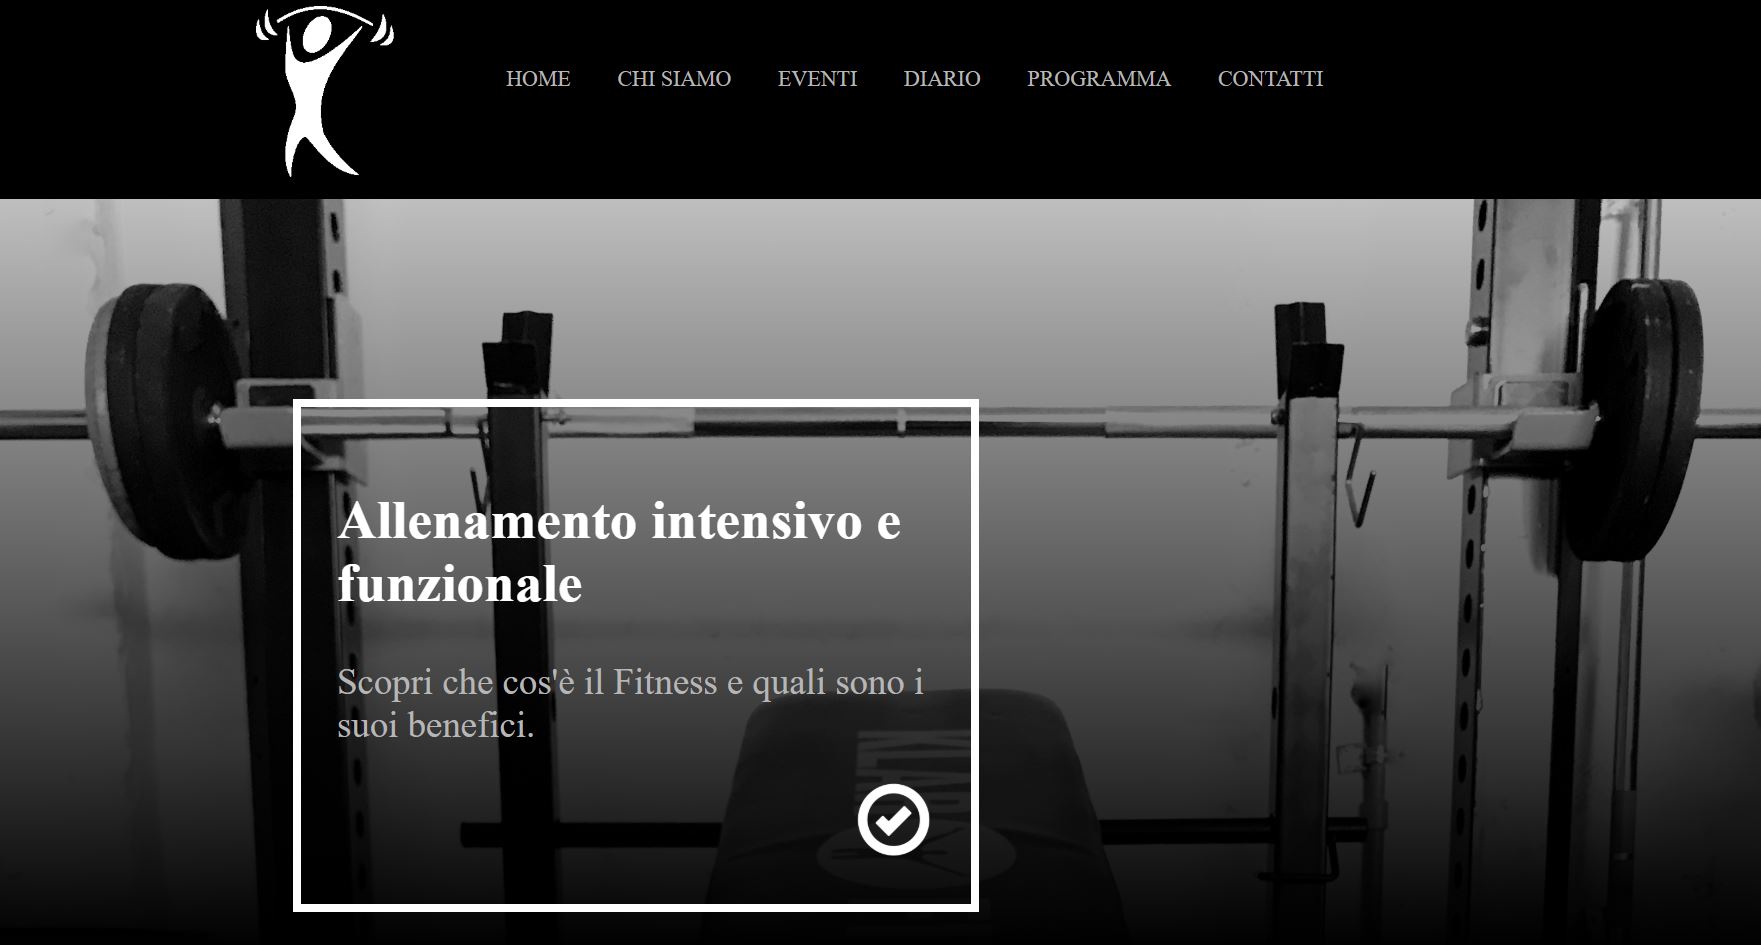 HOME CHI SIAMO EVENTI DIARIO PROGRAMMA CONTATTI
Allenamento intensivo e
funzionale
Scopri che cos'è il Fitness e quali sono i
suoi benefici.